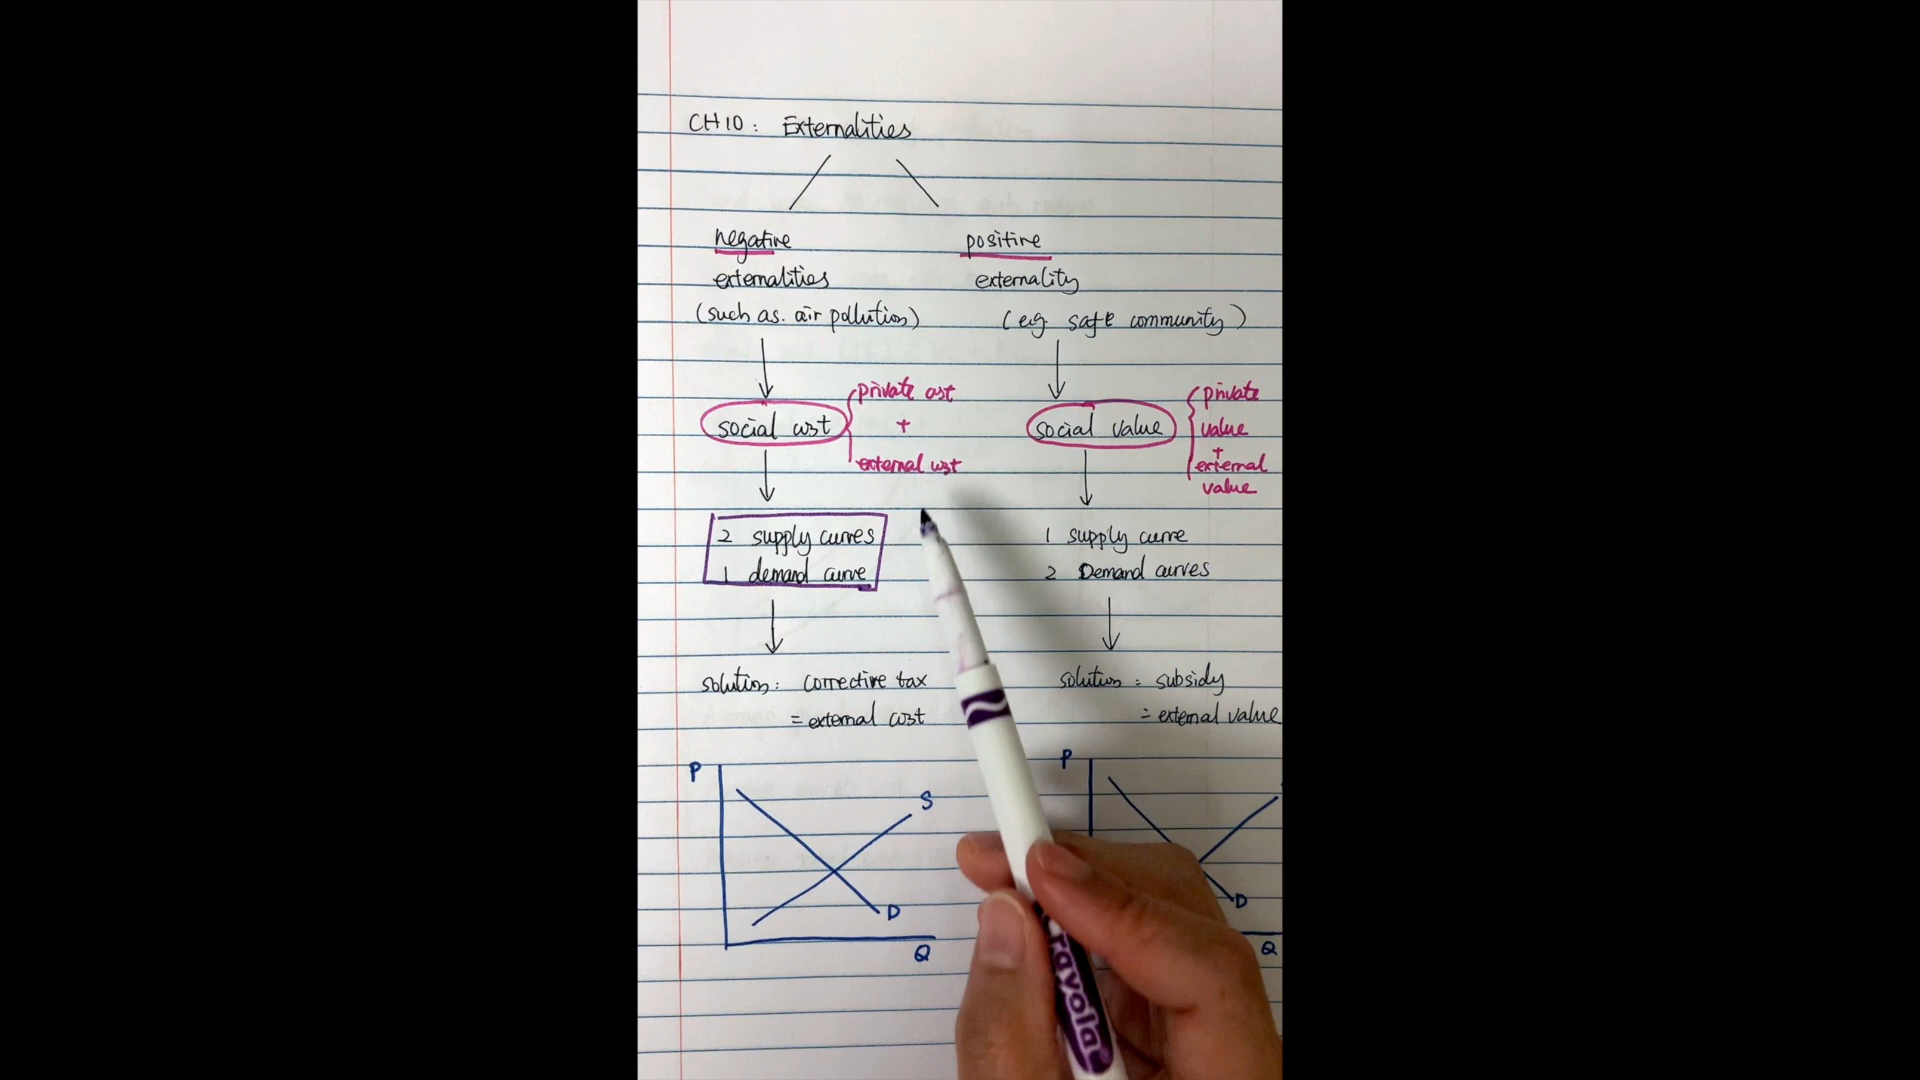 CH10: Externalities
negative
externalities
(such as. air pollution)
positive
externality
(eg. safe community)
social cost
private cost
+
external cost
social value
private
value
+
external
value
2 supply curves
1 demand curve
1 supply curve
2 Demand curves
solution: corrective tax
= external cost
solution: subsidy
= external value
P
S
D
Q
P
D
Q
crayola